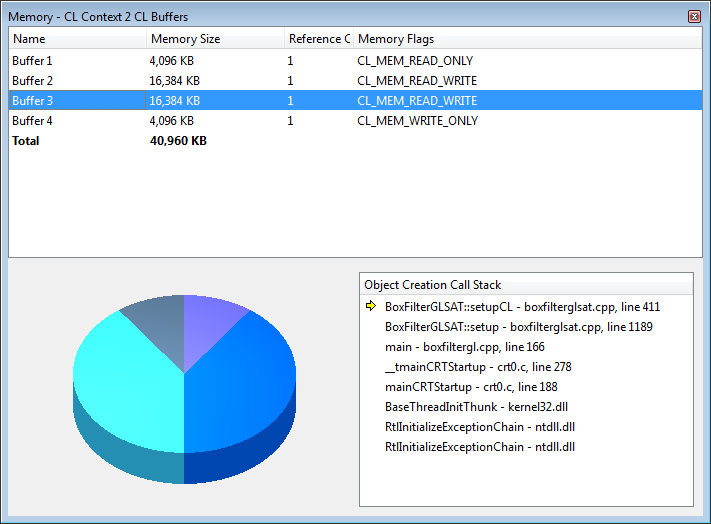 Memory - CL Context 2 CL Buffers
Name Memory Size Reference C Memory Flags
Buffer 1 4,096 KB 1 CL_MEM_READ_ONLY
Buffer 2 16,384 KB 1 CL_MEM_READ_WRITE
Buffer 3 16,384 KB 1 CL_MEM_READ_WRITE
Buffer 4 4,096 KB 1 CL_MEM_WRITE_ONLY
Total 40,960 KB
Object Creation Call Stack
BoxFilterGLSAT::setupCL - boxfilterglsat.cpp, line 411
BoxFilterGLSAT::setup - boxfilterglsat.cpp, line 1189
main - boxfiltergl.cpp, line 166
__tmainCRTStartup - crt0.c, line 278
mainCRTStartup - crt0.c, line 188
BaseThreadInitThunk - kernel32.dll
RtlInitializeExceptionChain - ntdll.dll
RtlInitializeExceptionChain - ntdll.dll